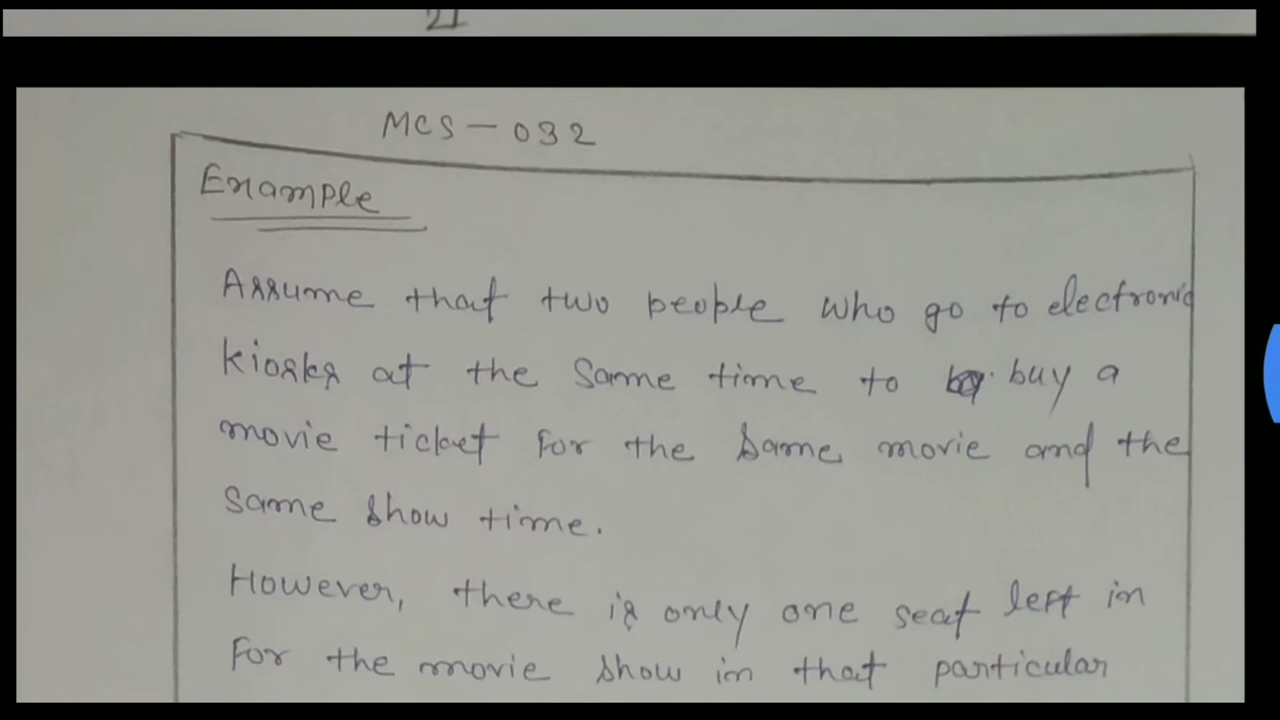 21
MCS - 032
Example
Assume that two people who go to electronic
kiosks at the same time to buy a
movie ticket for the same movie and the
same show time.
However, there is only one seat left in
for the movie show in that particular